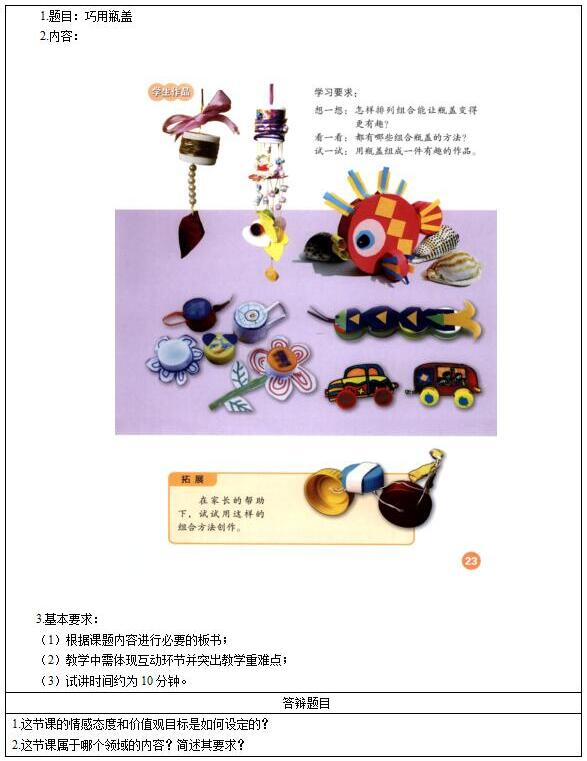 1.题目：巧用瓶盖
2.内容：
学生作品
学习要求：
想一想：怎样排列组合能让瓶盖变得
更有趣？
看一看：都有哪些组合瓶盖的方法？
试一试：用瓶盖组成一件有趣的作品。
拓展
在家长的帮助
下，试试用这样的
组合方法创作。
23
3.基本要求：
（1）根据课题内容进行必要的板书；
（2）教学中需体现互动环节并突出教学重难点；
（3）试讲时间约为 10 分钟。
答辩题目
1.这节课的情感态度和价值观目标是如何设定的？
2.这节课属于哪个领域的内容？简述其要求？